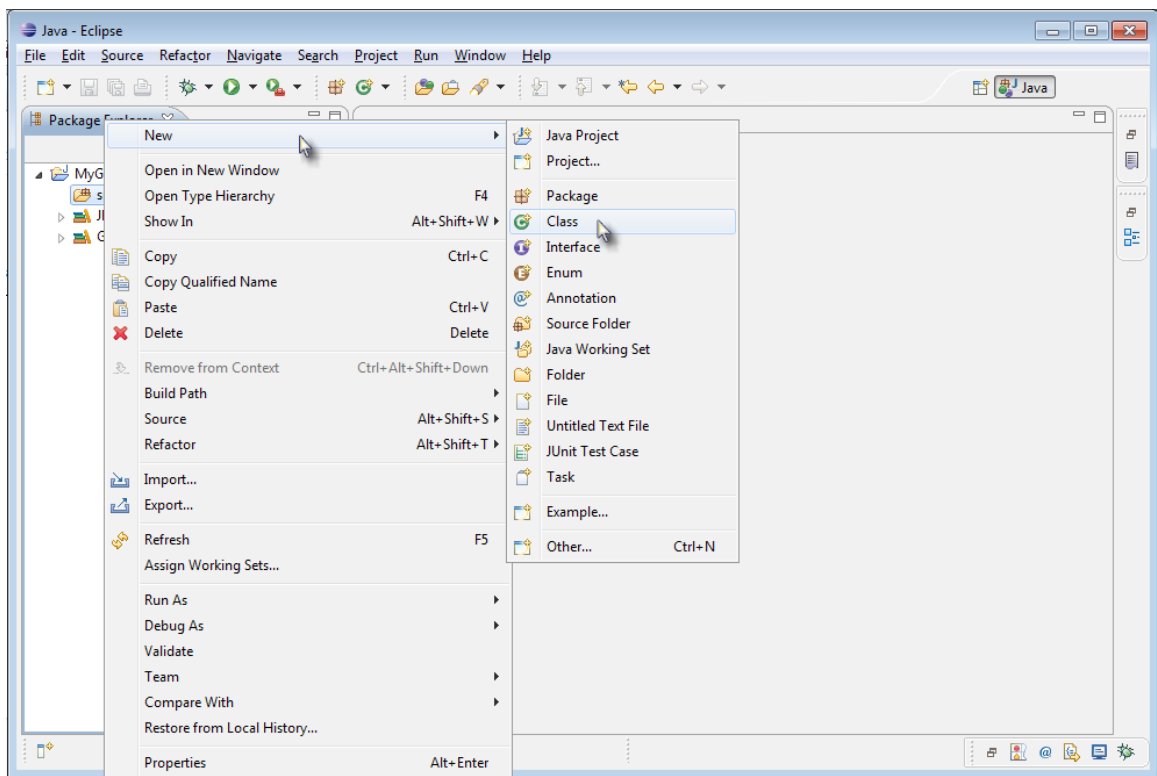 Java - Eclipse
File Edit Source Refactor Navigate Search Project Run Window Help
Java
Package
New
Open in New Window
Open Type Hierarchy F4
Show In Alt+Shift+W
Copy Ctrl+C
Copy Qualified Name
Paste Ctrl+V
Delete Delete
Remove from Context Ctrl+Alt+Shift+Down
Build Path
Source Alt+Shift+S
Refactor Alt+Shift+T
Import...
Export...
Refresh F5
Assign Working Sets...
Run As
Debug As
Validate
Team
Compare With
Restore from Local History...
Properties Alt+Enter
Java Project
Project...
Package
Class
Interface
Enum
Annotation
Source Folder
Java Working Set
Folder
File
Untitled Text File
JUnit Test Case
Task
Example...
Other... Ctrl+N
MyG
s